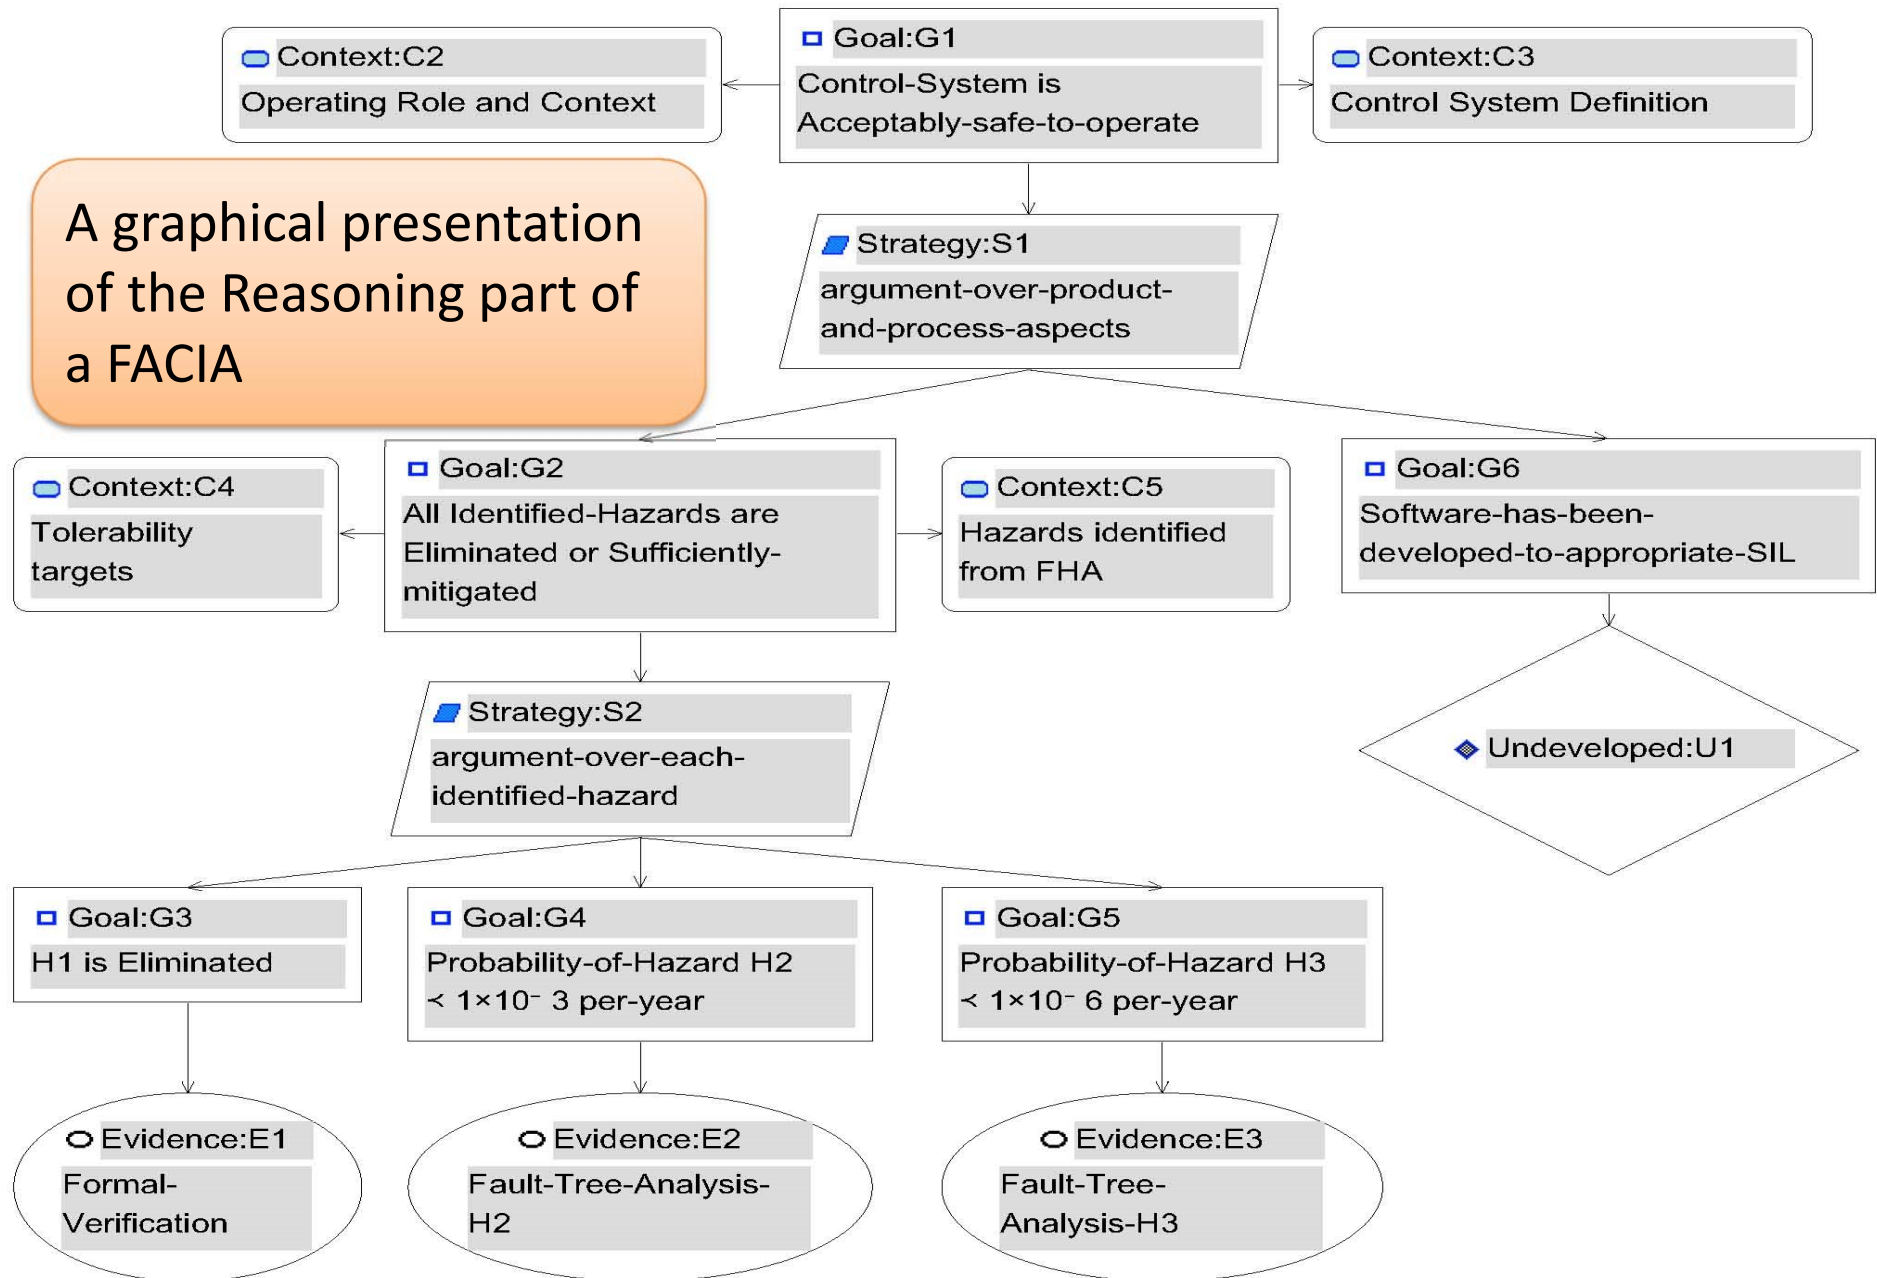 Goal:G1
Control-System is
Acceptably-safe-to-operate
Context:C2
Operating Role and Context
Context:C3
Control System Definition
A graphical presentation
of the Reasoning part of
a FACIA
Strategy:S1
argument-over-product-
and-process-aspects
Context:C4
Tolerability
targets
Goal:G2
All Identified-Hazards are
Eliminated or Sufficiently-
mitigated
Context:C5
Hazards identified
from FHA
Goal:G6
Software-has-been-
developed-to-appropriate-SIL
Strategy:S2
argument-over-each-
identified-hazard
Undeveloped:U1
Goal:G3
H1 is Eliminated
Goal:G4
Probability-of-Hazard H2
≺ 1×10⁻ 3 per-year
Goal:G5
Probability-of-Hazard H3
≺ 1×10⁻ 6 per-year
Evidence:E1
Formal-
Verification
Evidence:E2
Fault-Tree-Analysis-
H2
Evidence:E3
Fault-Tree-
Analysis-H3